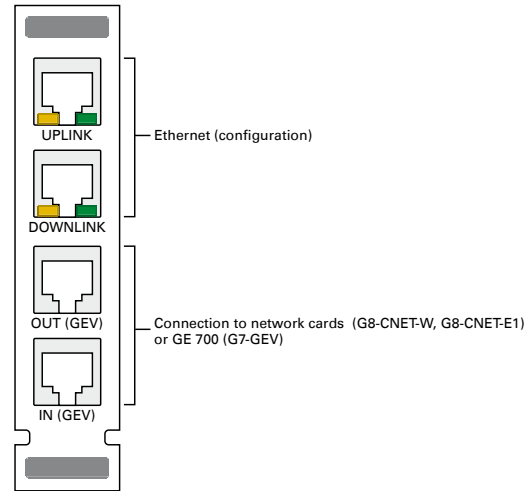 UPLINK
Ethernet (configuration)
DOWNLINK
OUT (GEV)
Connection to network cards (G8-CNET-W, G8-CNET-E1)
or GE 700 (G7-GEV)
IN (GEV)